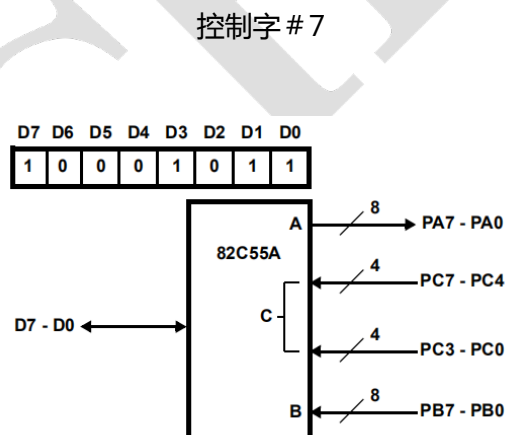 控制字＃7
D7 D6 D5 D4 D3 D2 D1 D0
1 0 0 0 1 0 1 1
A 8 PA7 - PA0
82C55A
4 PC7 - PC4
C
D7 - D0
4 PC3 - PC0
8
B PB7 - PB0